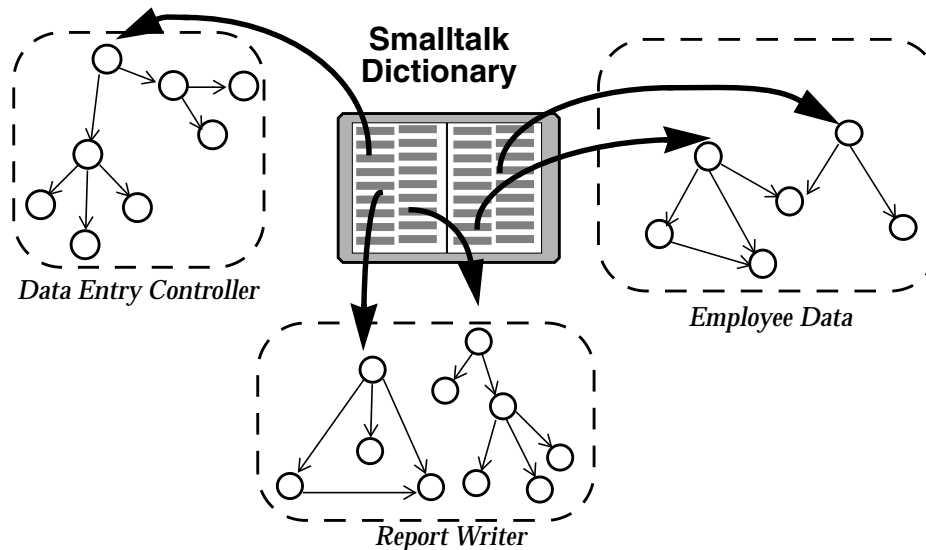 Smalltalk
Dictionary
Data Entry Controller
Employee Data
Report Writer